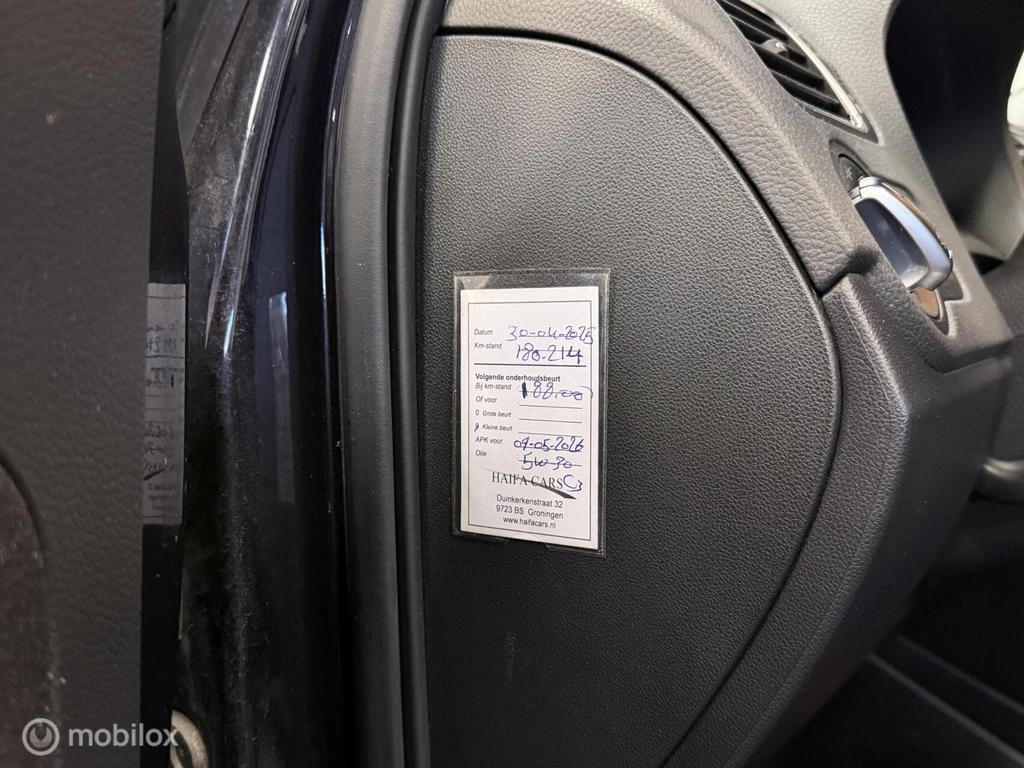 Datum 30-04-2025
Km-stand 180.214
Volgende onderhoudsbeurt
Bij km-stand 188.000
Of voor
0 Grote beurt
Kleine beurt
APK voor 09-05-2026
Olie 5W30
HAIFA CARS C3
Duinkerkenstraat 32
9723 BS Groningen
www.haifacars.nl
mobilox